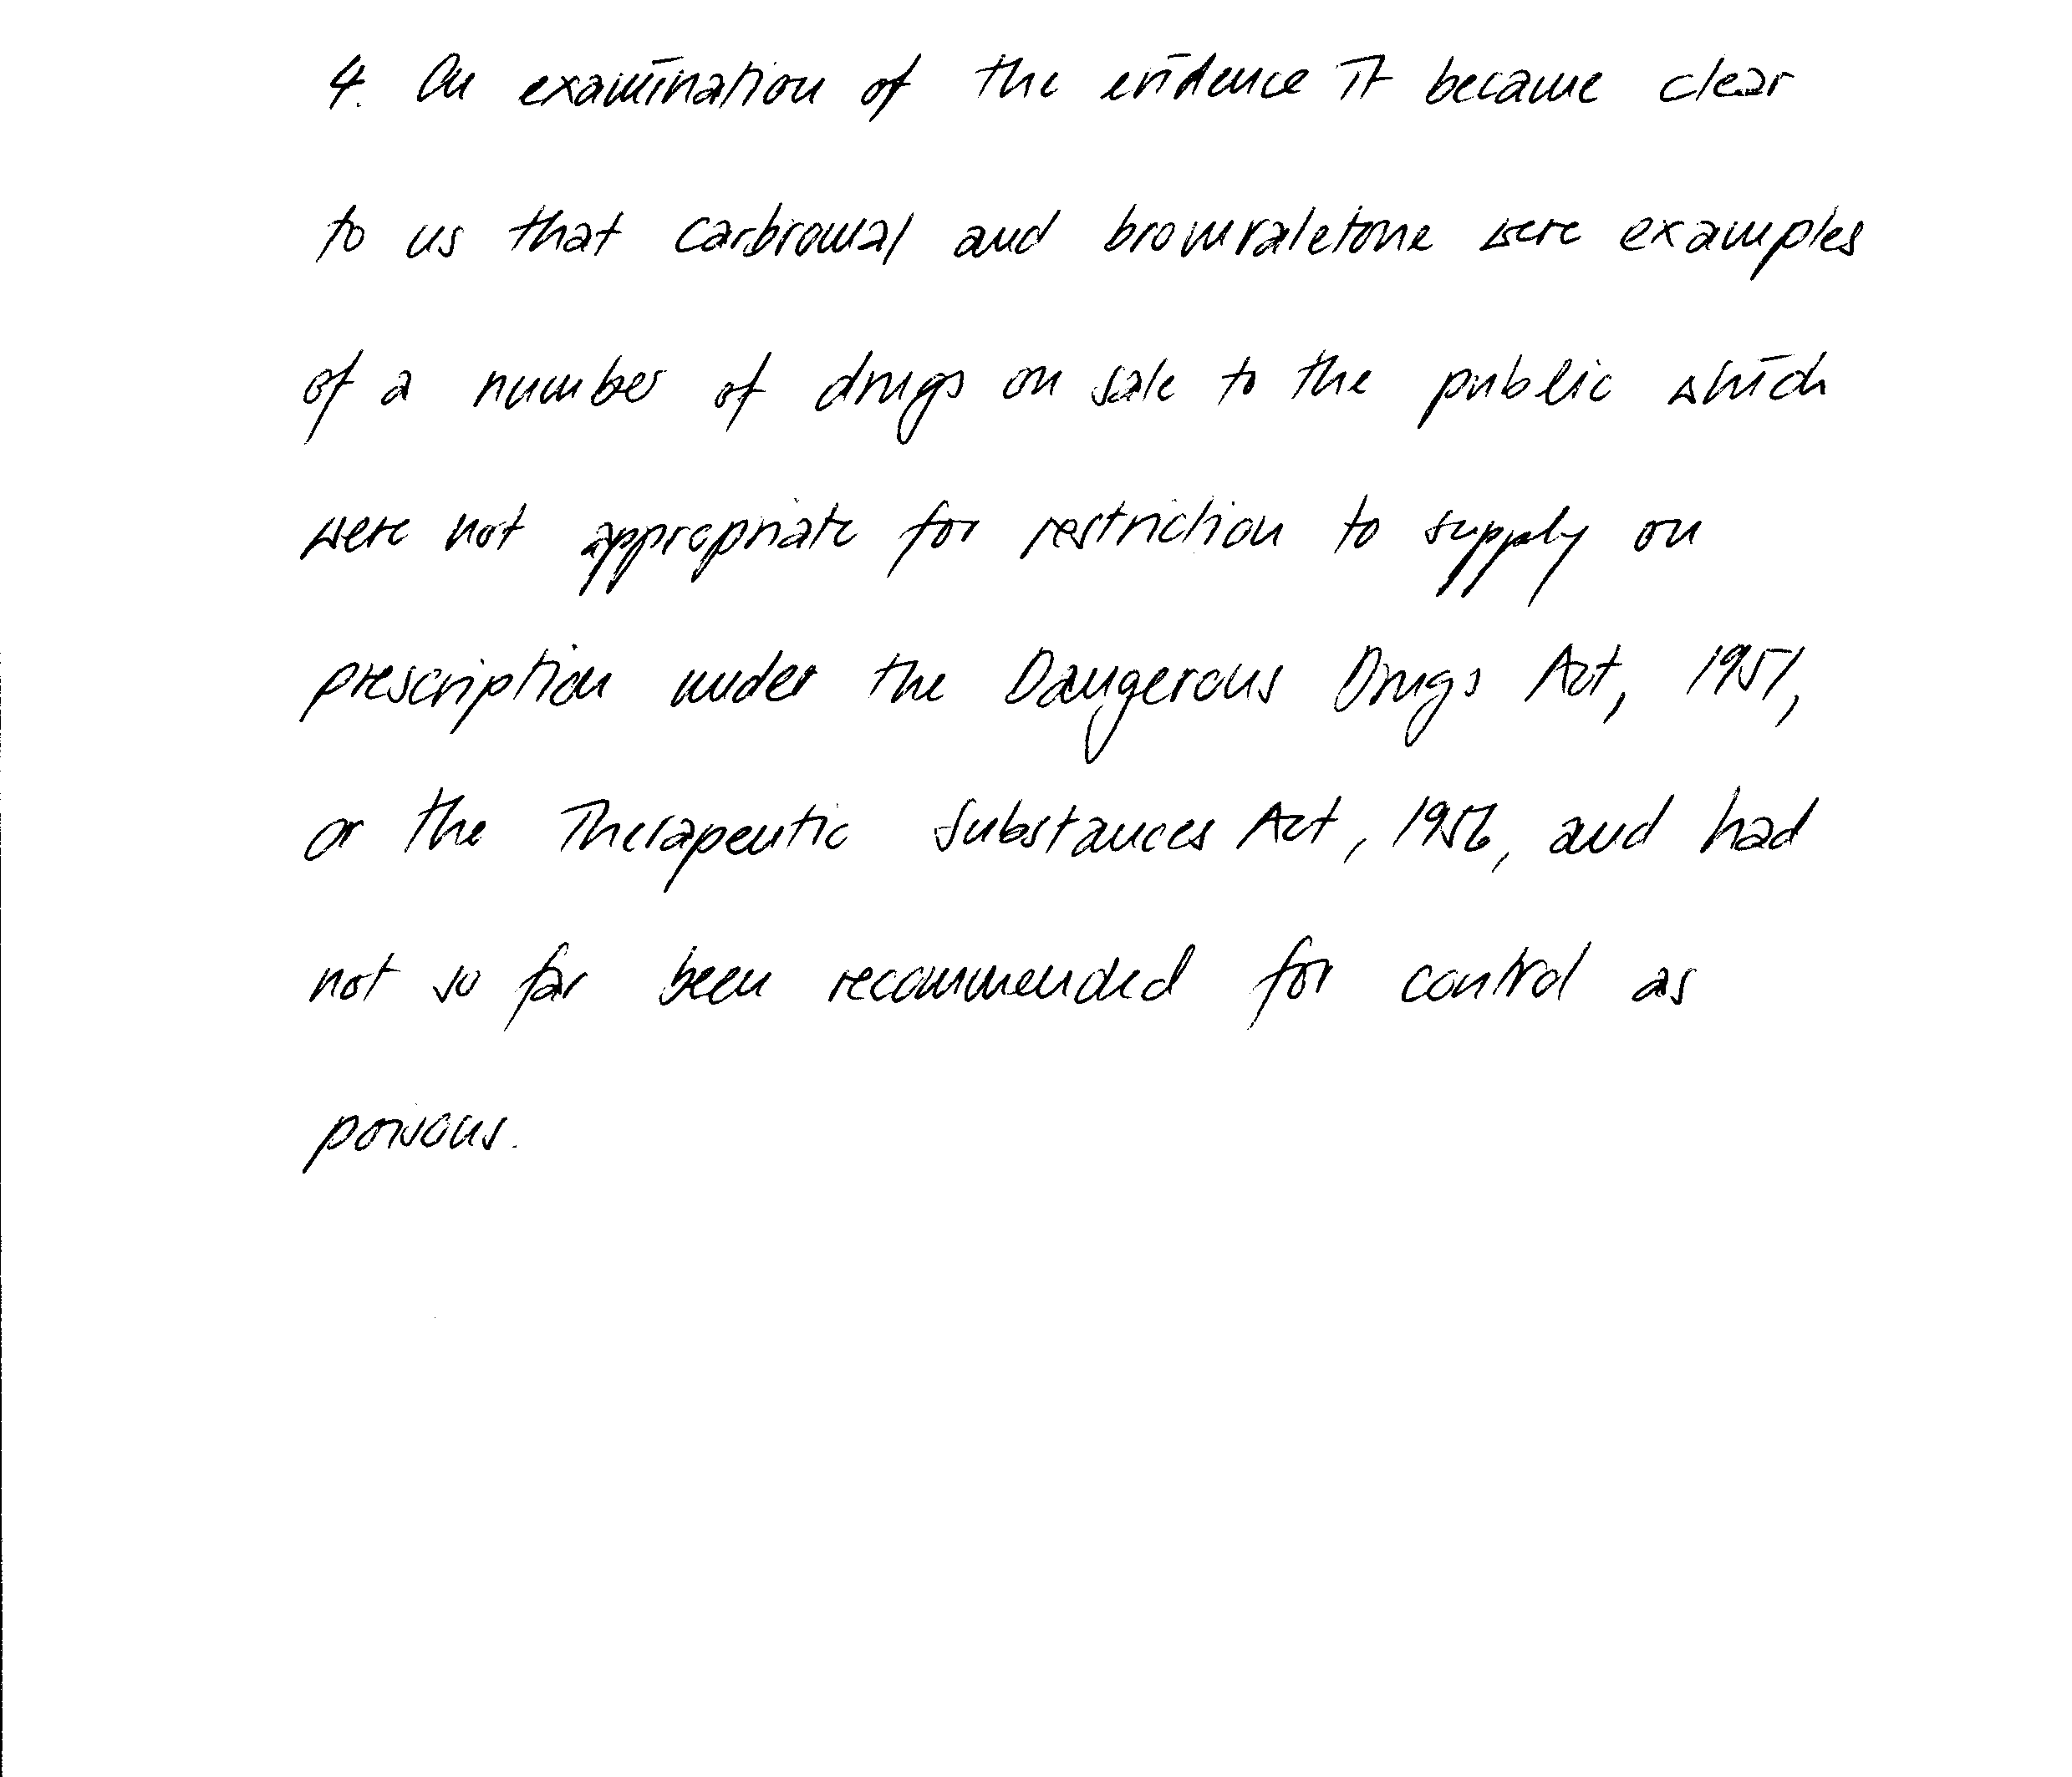 4. On examination of the evidence it became clear
to us that carbromal and bromvaletone were examples
of a number of drugs on sale to the public which
were not appropriate for restriction to supply on
prescription under the Dangerous Drugs Act, 1951,
or the Therapeutic Substances Act, 1956, and had
not so far been recommended for control as
poisons.